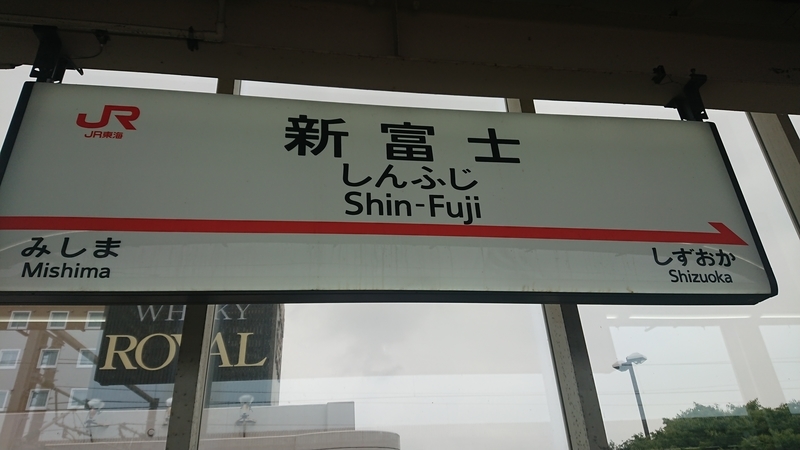 JR
JR東海
新富士
しんふじ
Shin-Fuji
みしま
Mishima
しずおか
Shizuoka
WHISKY
ROYAL